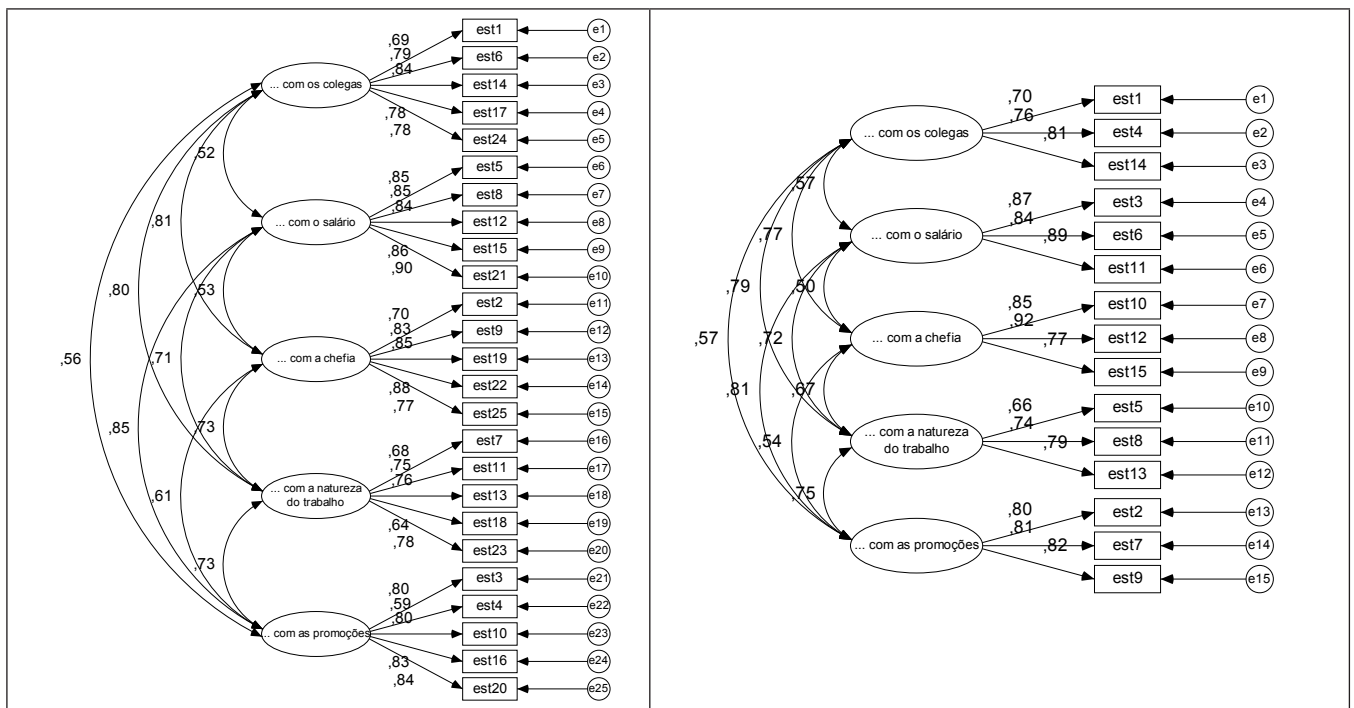 ,69
est1
e1
,79
est6
e2
,84
est14
e3
... com os colegas
est17
e4
,78
,78
est24
e5
,52
est5
e6
,85
,85
est8
e7
,84
... com o salário
est12
e8
,81
est15
e9
,86
,90
est21
e10
,80
,53
est2
e11
,70
,83
est9
e12
,85
... com a chefia
est19
e13
,56
,71
est22
e14
,88
,77
est25
e15
,85
,73
est7
e16
,68
,75
est11
e17
,76
... com a natureza
do trabalho
est13
e18
,61
est18
e19
,64
,78
est23
e20
,73
est3
e21
,80
,59
est4
e22
,80
... com as promoções
est10
e23
est16
e24
,83
,84
est20
e25
,70
est1
e1
,76
... com os colegas
,81
est4
e2
est14
e3
,57
,87
est3
e4
,84
... com o salário
,77
,89
est6
e5
est11
e6
,79
,50
,85
est10
e7
,92
... com a chefia
,57
,72
,77
est12
e8
est15
e9
,81
,67
,66
est5
e10
,74
... com a natureza
do trabalho
,54
,79
est8
e11
est13
e12
,75
,80
est2
e13
,81
... com as promoções
,82
est7
e14
est9
e15